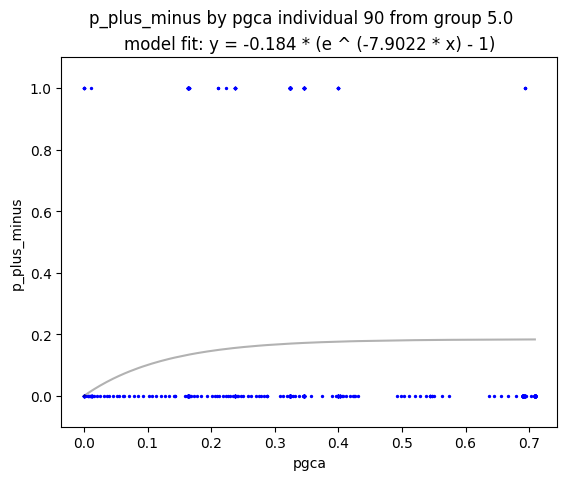 p_plus_minus by pgca individual 90 from group 5.0
model fit: y = -0.184 * (e ^ (-7.9022 * x) - 1)
1.0
0.8
0.6
0.4
0.2
0.0
p_plus_minus
0.0 0.1 0.2 0.3 0.4 0.5 0.6 0.7
pgca